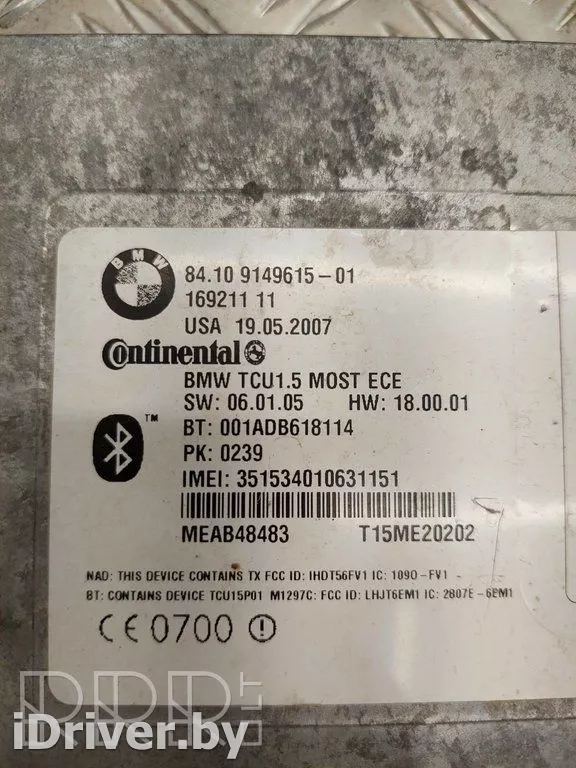 BMW
84.10 9149615-01
169211 11
USA 19.05.2007
Continental
BMW TCU1.5 MOST ECE
SW: 06.01.05 HW: 18.00.01
TM
BT: 001ADB618114
PK: 0239
IMEI: 351534010631151
MEAB48483 T15ME20202
NAD: THIS DEVICE CONTAINS TX FCC ID: IHDT56FV1 IC: 1090-FV1
BT: CONTAINS DEVICE TCU15P01 M1297C: FCC ID: LHJT6EM1 IC: 2807E-6EM1
CE 0700
iDriver.by